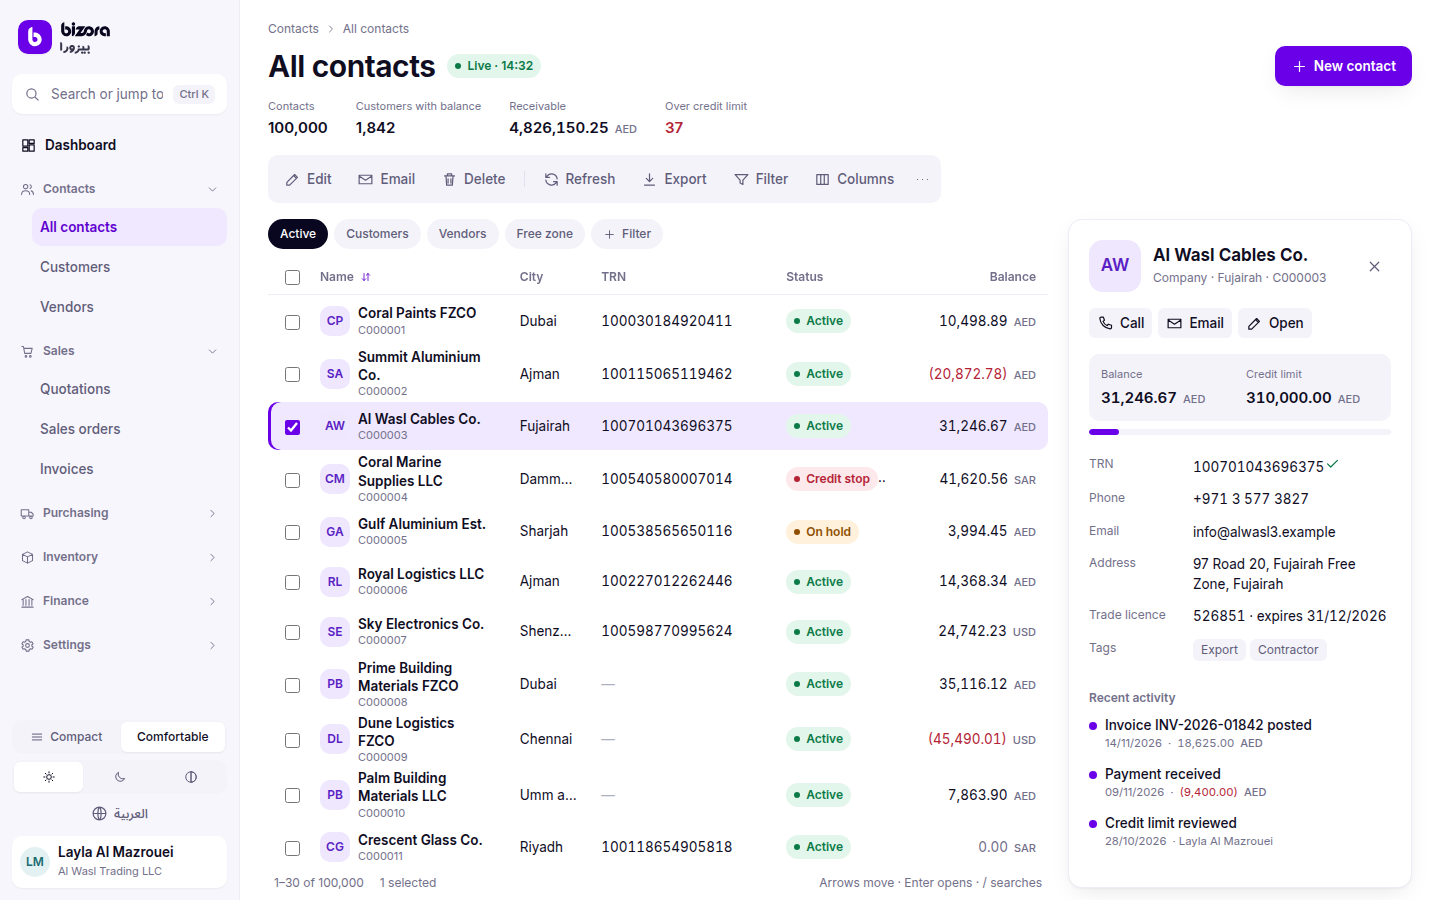 bizora
بيزورا
Search or jump to
Ctrl K
Dashboard
Contacts
All contacts
Customers
Vendors
Sales
Quotations
Sales orders
Invoices
Purchasing
Inventory
Finance
Settings
Compact Comfortable
العربية
LM
Layla Al Mazrouei
Al Wasl Trading LLC
Contacts > All contacts
All contacts
Live · 14:32
New contact
Contacts
100,000
Customers with balance
1,842
Receivable
4,826,150.25 AED
Over credit limit
37
Edit Email Delete Refresh Export Filter Columns ...
Active Customers Vendors Free zone + Filter
Name City TRN Status Balance
CP Coral Paints FZCO Dubai 100030184920411 Active 10,498.89 AED
C000001
SA Summit Aluminium Co. Ajman 100115065119462 Active (20,872.78) AED
C000002
AW Al Wasl Cables Co. Fujairah 100701043696375 Active 31,246.67 AED
C000003
CM Coral Marine Supplies LLC Damm... 100540580007014 Credit stop .. 41,620.56 SAR
C000004
GA Gulf Aluminium Est. Sharjah 100538565650116 On hold 3,994.45 AED
C000005
RL Royal Logistics LLC Ajman 100227012262446 Active 14,368.34 AED
C000006
SE Sky Electronics Co. Shenz... 100598770995624 Active 24,742.23 USD
C000007
PB Prime Building Materials FZCO Dubai — Active 35,116.12 AED
C000008
DL Dune Logistics FZCO Chennai — Active (45,490.01) USD
C000009
PB Palm Building Materials LLC Umm a... — Active 7,863.90 AED
C000010
CG Crescent Glass Co. Riyadh 100118654905818 Active 0.00 SAR
C000011
1–30 of 100,000 1 selected
Arrows move · Enter opens · / searches
AW
Al Wasl Cables Co.
Company · Fujairah · C000003
Call Email Open
Balance
31,246.67 AED
Credit limit
310,000.00 AED
TRN 100701043696375
Phone +971 3 577 3827
Email info@alwasl3.example
Address 97 Road 20, Fujairah Free
Zone, Fujairah
Trade licence 526851 · expires 31/12/2026
Tags Export Contractor
Recent activity
Invoice INV-2026-01842 posted
14/11/2026 · 18,625.00 AED
Payment received
09/11/2026 · (9,400.00) AED
Credit limit reviewed
28/10/2026 · Layla Al Mazrouei